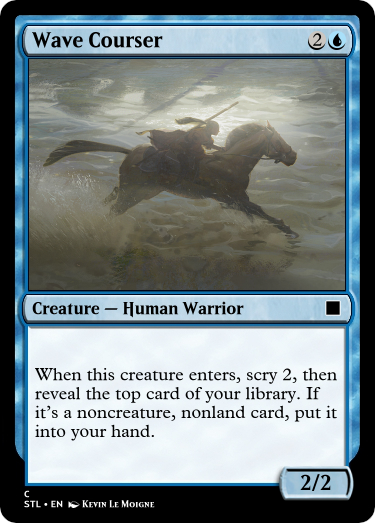 Wave Courser 2
Creature — Human Warrior
When this creature enters, scry 2, then
reveal the top card of your library. If
it's a noncreature, nonland card, put it
into your hand.
2/2
C
STL • EN Kevin Le Moigne